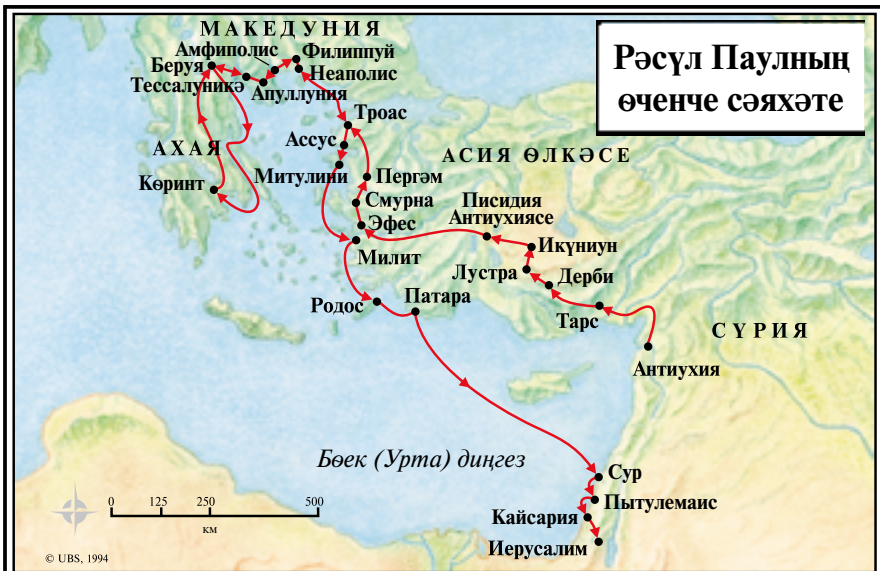 Рәсүл Паулның
өченче сәяхәте
МАКЕДУНИЯ
Амфиполис
Филиппуй
Беруя
Неаполис
Тессалуникә
Апуллуния
Троас
Ассус
АХАЯ
АСИЯ ӨЛКӘСЕ
Митулини
Пергәм
Көринт
Писидия
Антиухиясе
Смурна
Эфес
Икүниун
Милит
Лустра
Дерби
Родос
Патара
Тарс
СҮРИЯ
Антиухия
Бөек (Урта) диңгез
Сур
Пытулемаис
Кайсария
Иерусалим
0 125 250 500
км
© UBS, 1994